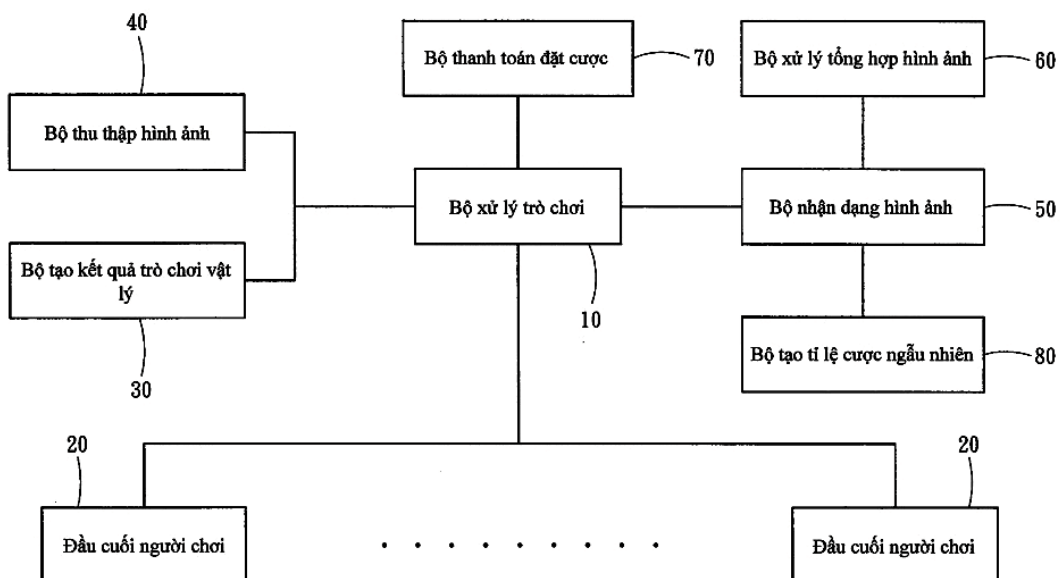 40
Bộ thu thập hình ảnh
Bộ thanh toán đặt cược
70
Bộ xử lý tổng hợp hình ảnh
60
Bộ xử lý trò chơi
10
Bộ nhận dạng hình ảnh
50
Bộ tạo kết quả trò chơi vật
lý
30
Bộ tạo tỉ lệ cược ngẫu nhiên
80
20
Đầu cuối người chơi
20
Đầu cuối người chơi